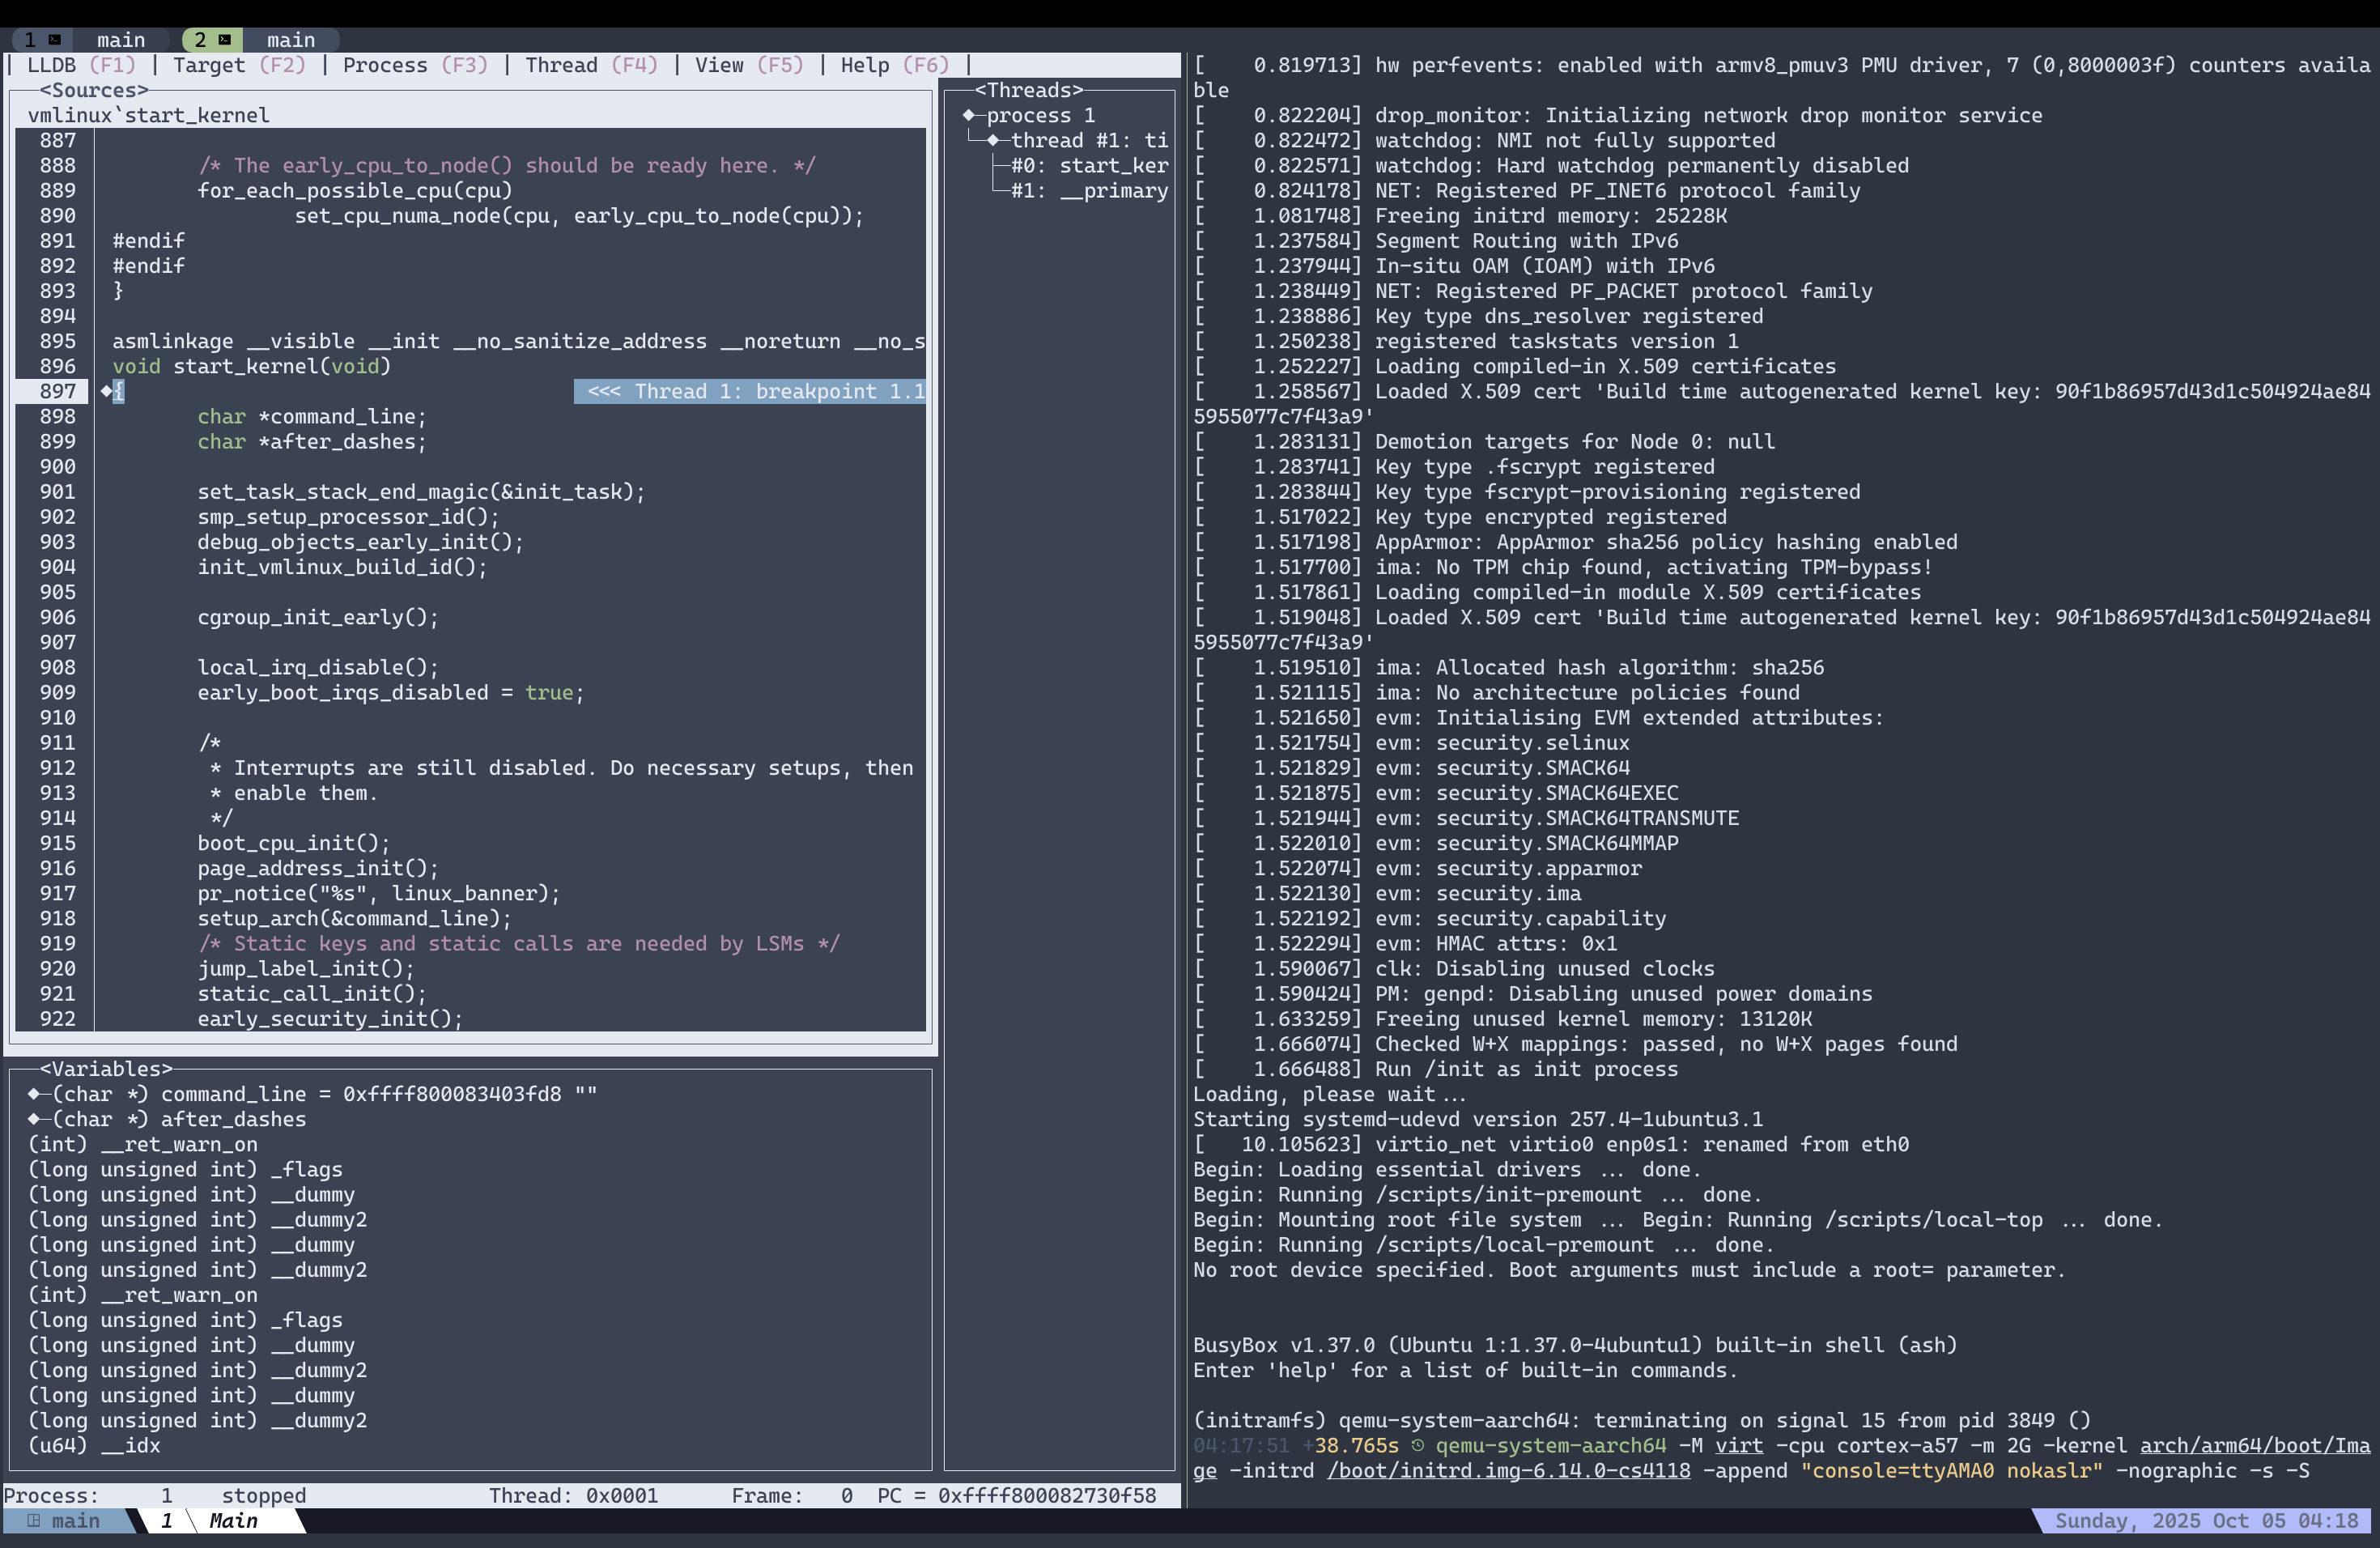 1 main 2 main
| LLDB (F1) | Target (F2) | Process (F3) | Thread (F4) | View (F5) | Help (F6) |
<Sources>
vmlinux`start_kernel
887
888 /* The early_cpu_to_node() should be ready here. */
889 for_each_possible_cpu(cpu)
890 set_cpu_numa_node(cpu, early_cpu_to_node(cpu));
891 #endif
892 #endif
893 }
894
895 asmlinkage __visible __init __no_sanitize_address __noreturn __no_s
896 void start_kernel(void)
897 ◆{ <<< Thread 1: breakpoint 1.1
898 char *command_line;
899 char *after_dashes;
900
901 set_task_stack_end_magic(&init_task);
902 smp_setup_processor_id();
903 debug_objects_early_init();
904 init_vmlinux_build_id();
905
906 cgroup_init_early();
907
908 local_irq_disable();
909 early_boot_irqs_disabled = true;
910
911 /*
912 * Interrupts are still disabled. Do necessary setups, then
913 * enable them.
914 */
915 boot_cpu_init();
916 page_address_init();
917 pr_notice("%s", linux_banner);
918 setup_arch(&command_line);
919 /* Static keys and static calls are needed by LSMs */
920 jump_label_init();
921 static_call_init();
922 early_security_init();
<Threads>
◆─process 1
└─◆─thread #1: ti
├─#0: start_ker
└─#1: __primary
<Variables>
◆─(char *) command_line = 0xffff800083403fd8 ""
◆─(char *) after_dashes
(int) __ret_warn_on
(long unsigned int) _flags
(long unsigned int) __dummy
(long unsigned int) __dummy2
(long unsigned int) __dummy
(long unsigned int) __dummy2
(int) __ret_warn_on
(long unsigned int) _flags
(long unsigned int) __dummy
(long unsigned int) __dummy2
(long unsigned int) __dummy
(long unsigned int) __dummy2
(u64) __idx
Process: 1 stopped Thread: 0x0001 Frame: 0 PC = 0xffff800082730f58
[ 0.819713] hw perfevents: enabled with armv8_pmuv3 PMU driver, 7 (0,8000003f) counters availa
ble
[ 0.822204] drop_monitor: Initializing network drop monitor service
[ 0.822472] watchdog: NMI not fully supported
[ 0.822571] watchdog: Hard watchdog permanently disabled
[ 0.824178] NET: Registered PF_INET6 protocol family
[ 1.081748] Freeing initrd memory: 25228K
[ 1.237584] Segment Routing with IPv6
[ 1.237944] In-situ OAM (IOAM) with IPv6
[ 1.238449] NET: Registered PF_PACKET protocol family
[ 1.238886] Key type dns_resolver registered
[ 1.250238] registered taskstats version 1
[ 1.252227] Loading compiled-in X.509 certificates
[ 1.258567] Loaded X.509 cert 'Build time autogenerated kernel key: 90f1b86957d43d1c504924ae84
5955077c7f43a9'
[ 1.283131] Demotion targets for Node 0: null
[ 1.283741] Key type .fscrypt registered
[ 1.283844] Key type fscrypt-provisioning registered
[ 1.517022] Key type encrypted registered
[ 1.517198] AppArmor: AppArmor sha256 policy hashing enabled
[ 1.517700] ima: No TPM chip found, activating TPM-bypass!
[ 1.517861] Loading compiled-in module X.509 certificates
[ 1.519048] Loaded X.509 cert 'Build time autogenerated kernel key: 90f1b86957d43d1c504924ae84
5955077c7f43a9'
[ 1.519510] ima: Allocated hash algorithm: sha256
[ 1.521115] ima: No architecture policies found
[ 1.521650] evm: Initialising EVM extended attributes:
[ 1.521754] evm: security.selinux
[ 1.521829] evm: security.SMACK64
[ 1.521875] evm: security.SMACK64EXEC
[ 1.521944] evm: security.SMACK64TRANSMUTE
[ 1.522010] evm: security.SMACK64MMAP
[ 1.522074] evm: security.apparmor
[ 1.522130] evm: security.ima
[ 1.522192] evm: security.capability
[ 1.522294] evm: HMAC attrs: 0x1
[ 1.590067] clk: Disabling unused clocks
[ 1.590424] PM: genpd: Disabling unused power domains
[ 1.633259] Freeing unused kernel memory: 13120K
[ 1.666074] Checked W+X mappings: passed, no W+X pages found
[ 1.666488] Run /init as init process
Loading, please wait...
Starting systemd-udevd version 257.4-1ubuntu3.1
[ 10.105623] virtio_net virtio0 enp0s1: renamed from eth0
Begin: Loading essential drivers ... done.
Begin: Running /scripts/init-premount ... done.
Begin: Mounting root file system ... Begin: Running /scripts/local-top ... done.
Begin: Running /scripts/local-premount ... done.
No root device specified. Boot arguments must include a root= parameter.
BusyBox v1.37.0 (Ubuntu 1:1.37.0-4ubuntu1) built-in shell (ash)
Enter 'help' for a list of built-in commands.
(initramfs) qemu-system-aarch64: terminating on signal 15 from pid 3849 ()
04:17:51 +38.765s qemu-system-aarch64 -M virt -cpu cortex-a57 -m 2G -kernel arch/arm64/boot/Ima
ge -initrd /boot/initrd.img-6.14.0-cs4118 -append "console=ttyAMA0 nokaslr" -nographic -s -S
main 1 Main Sunday, 2025 Oct 05 04:18